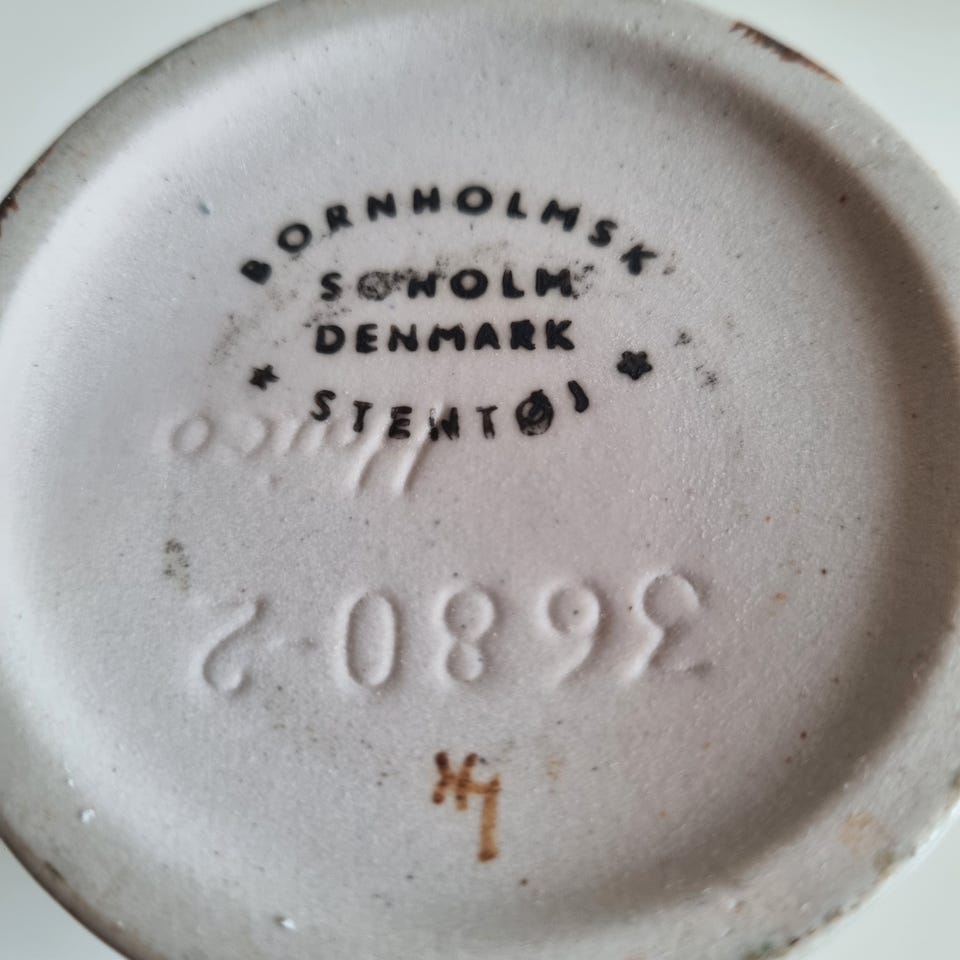 BORNHOLMSK
SØHOLM
DENMARK
STENTØJ
3680-2